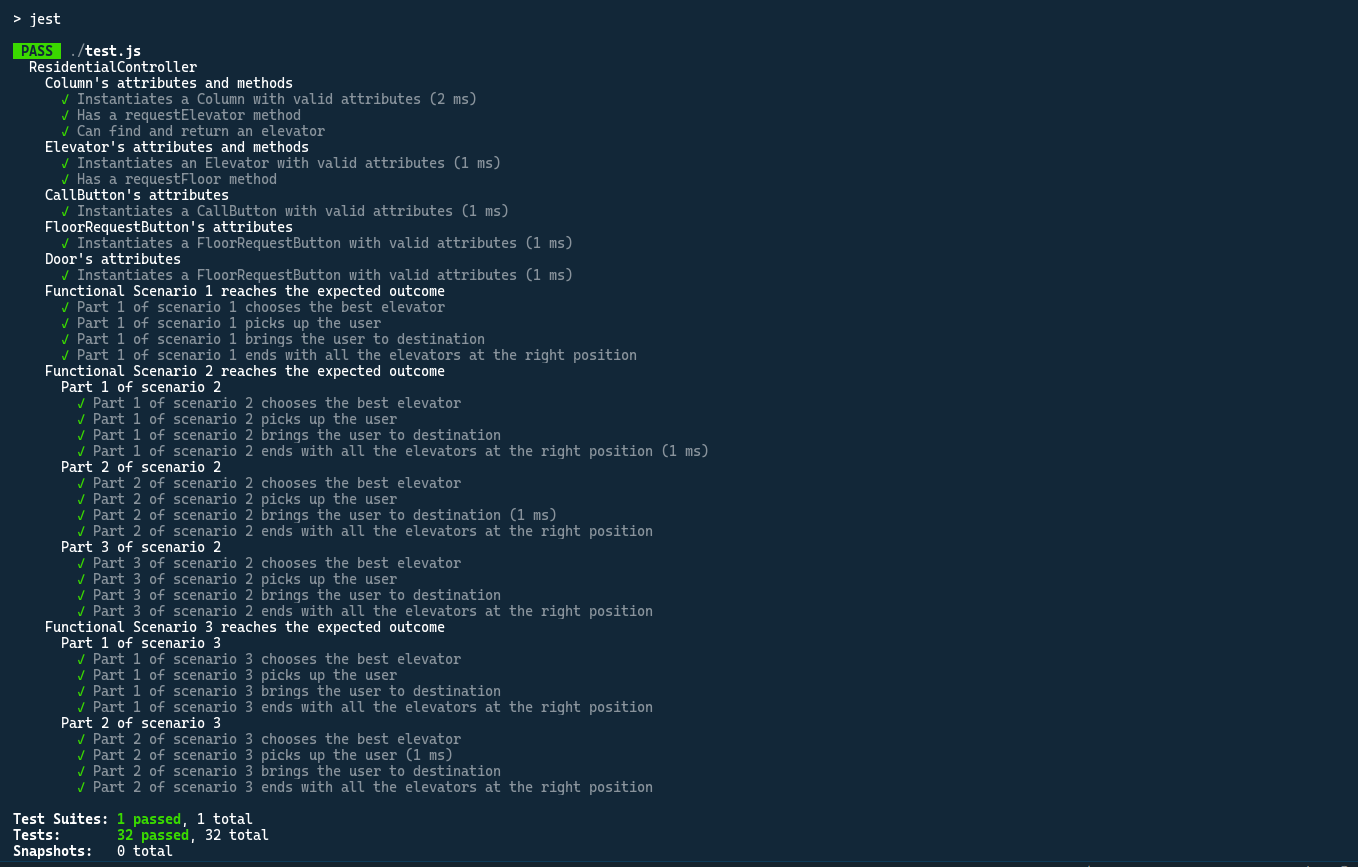 > jest
PASS ./test.js
ResidentialController
Column's attributes and methods
✓ Instantiates a Column with valid attributes (2 ms)
✓ Has a requestElevator method
✓ Can find and return an elevator
Elevator's attributes and methods
✓ Instantiates an Elevator with valid attributes (1 ms)
✓ Has a requestFloor method
CallButton's attributes
✓ Instantiates a CallButton with valid attributes (1 ms)
FloorRequestButton's attributes
✓ Instantiates a FloorRequestButton with valid attributes (1 ms)
Door's attributes
✓ Instantiates a FloorRequestButton with valid attributes (1 ms)
Functional Scenario 1 reaches the expected outcome
✓ Part 1 of scenario 1 chooses the best elevator
✓ Part 1 of scenario 1 picks up the user
✓ Part 1 of scenario 1 brings the user to destination
✓ Part 1 of scenario 1 ends with all the elevators at the right position
Functional Scenario 2 reaches the expected outcome
Part 1 of scenario 2
✓ Part 1 of scenario 2 chooses the best elevator
✓ Part 1 of scenario 2 picks up the user
✓ Part 1 of scenario 2 brings the user to destination
✓ Part 1 of scenario 2 ends with all the elevators at the right position (1 ms)
Part 2 of scenario 2
✓ Part 2 of scenario 2 chooses the best elevator
✓ Part 2 of scenario 2 picks up the user
✓ Part 2 of scenario 2 brings the user to destination (1 ms)
✓ Part 2 of scenario 2 ends with all the elevators at the right position
Part 3 of scenario 2
✓ Part 3 of scenario 2 chooses the best elevator
✓ Part 3 of scenario 2 picks up the user
✓ Part 3 of scenario 2 brings the user to destination
✓ Part 3 of scenario 2 ends with all the elevators at the right position
Functional Scenario 3 reaches the expected outcome
Part 1 of scenario 3
✓ Part 1 of scenario 3 chooses the best elevator
✓ Part 1 of scenario 3 picks up the user
✓ Part 1 of scenario 3 brings the user to destination
✓ Part 1 of scenario 3 ends with all the elevators at the right position
Part 2 of scenario 3
✓ Part 2 of scenario 3 chooses the best elevator
✓ Part 2 of scenario 3 picks up the user (1 ms)
✓ Part 2 of scenario 3 brings the user to destination
✓ Part 2 of scenario 3 ends with all the elevators at the right position
Test Suites: 1 passed, 1 total
Tests: 32 passed, 32 total
Snapshots: 0 total